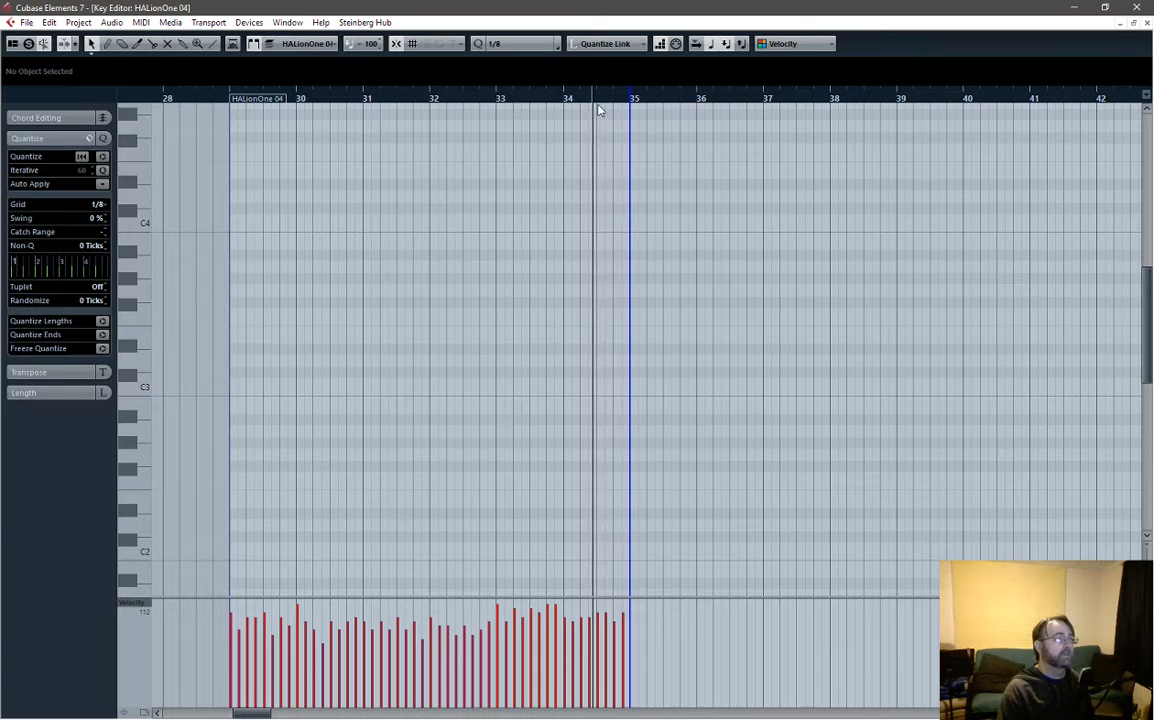 Cubase Elements 7 - [Key Editor: HALionOne 04]
File Edit Project Audio MIDI Media Transport Devices Window Help Steinberg Hub
HALionOne 04 100 1/8 Quantize Link Velocity
No Object Selected
28 HALionOne 04 30 31 32 33 34 35 36 37 38 39 40 41 42
Chord Editing
Quantize
Quantize
Iterative 60
Auto Apply
Grid 1/8
Swing 0 %
Catch Range -
Non-Q 0 Ticks
1 2 3 4
Tuplet Off
Randomize 0 Ticks
Quantize Lengths
Quantize Ends
Freeze Quantize
Transpose T
Length L
C4
C3
C2
Velocity
112